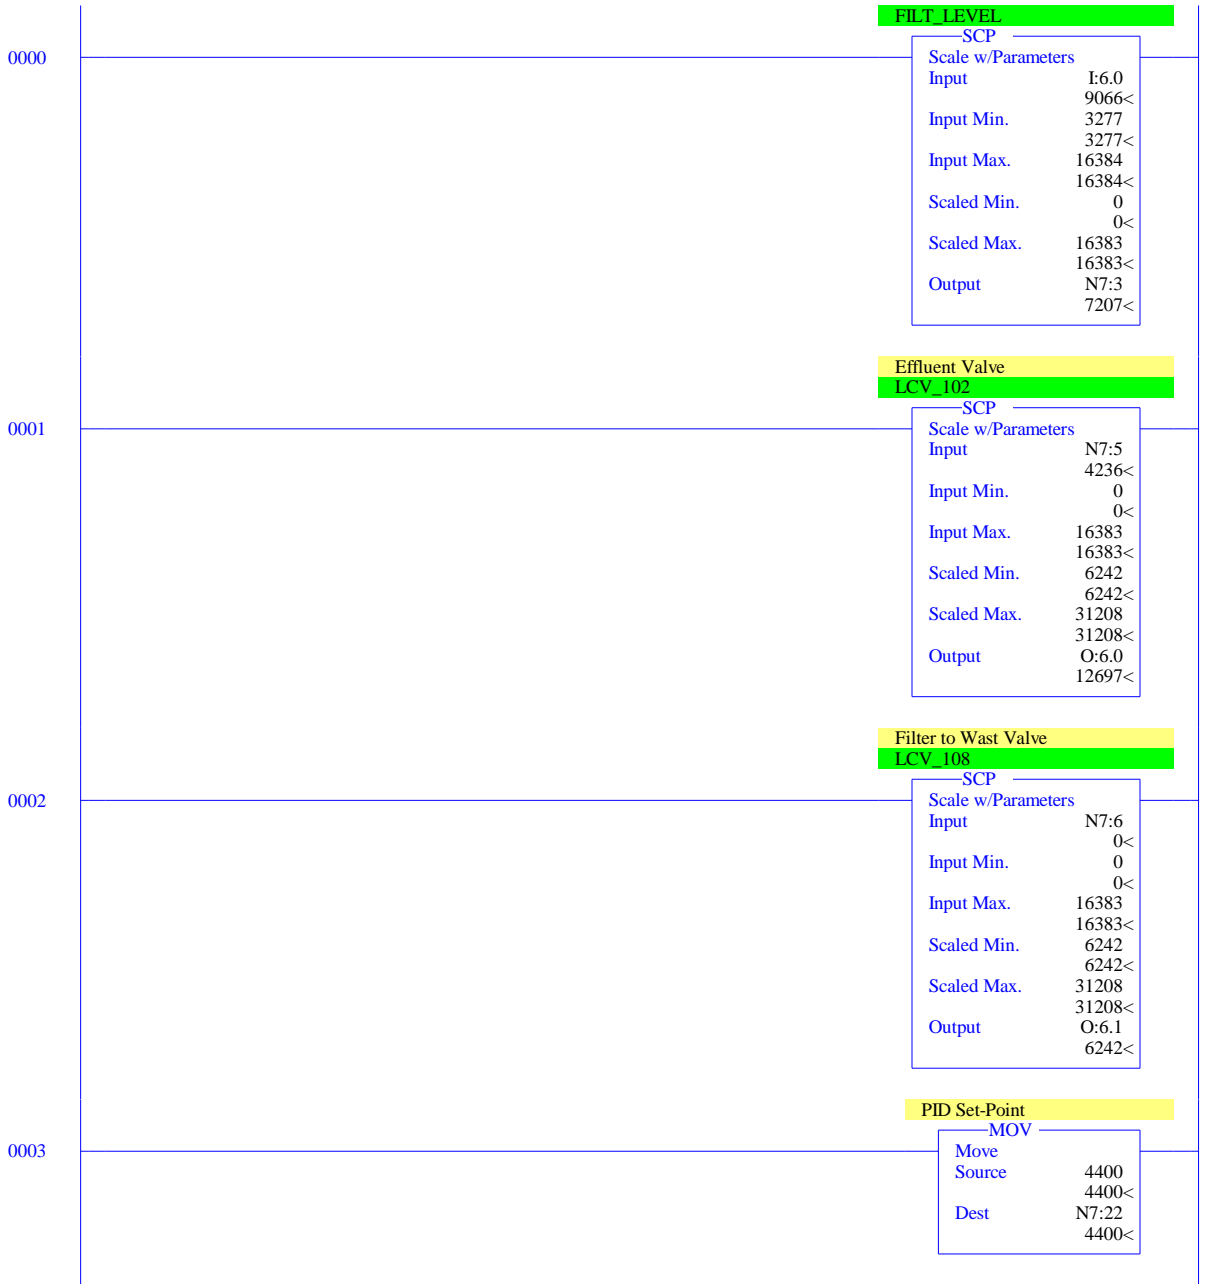 FILT_LEVEL
SCP
0000
Scale w/Parameters
Input I:6.0
9066<
Input Min. 3277
3277<
Input Max. 16384
16384<
Scaled Min. 0
0<
Scaled Max. 16383
16383<
Output N7:3
7207<
Effluent Valve
LCV_102
SCP
0001
Scale w/Parameters
Input N7:5
4236<
Input Min. 0
0<
Input Max. 16383
16383<
Scaled Min. 6242
6242<
Scaled Max. 31208
31208<
Output O:6.0
12697<
Filter to Wast Valve
LCV_108
SCP
0002
Scale w/Parameters
Input N7:6
0<
Input Min. 0
0<
Input Max. 16383
16383<
Scaled Min. 6242
6242<
Scaled Max. 31208
31208<
Output O:6.1
6242<
PID Set-Point
MOV
0003
Move
Source 4400
4400<
Dest N7:22
4400<